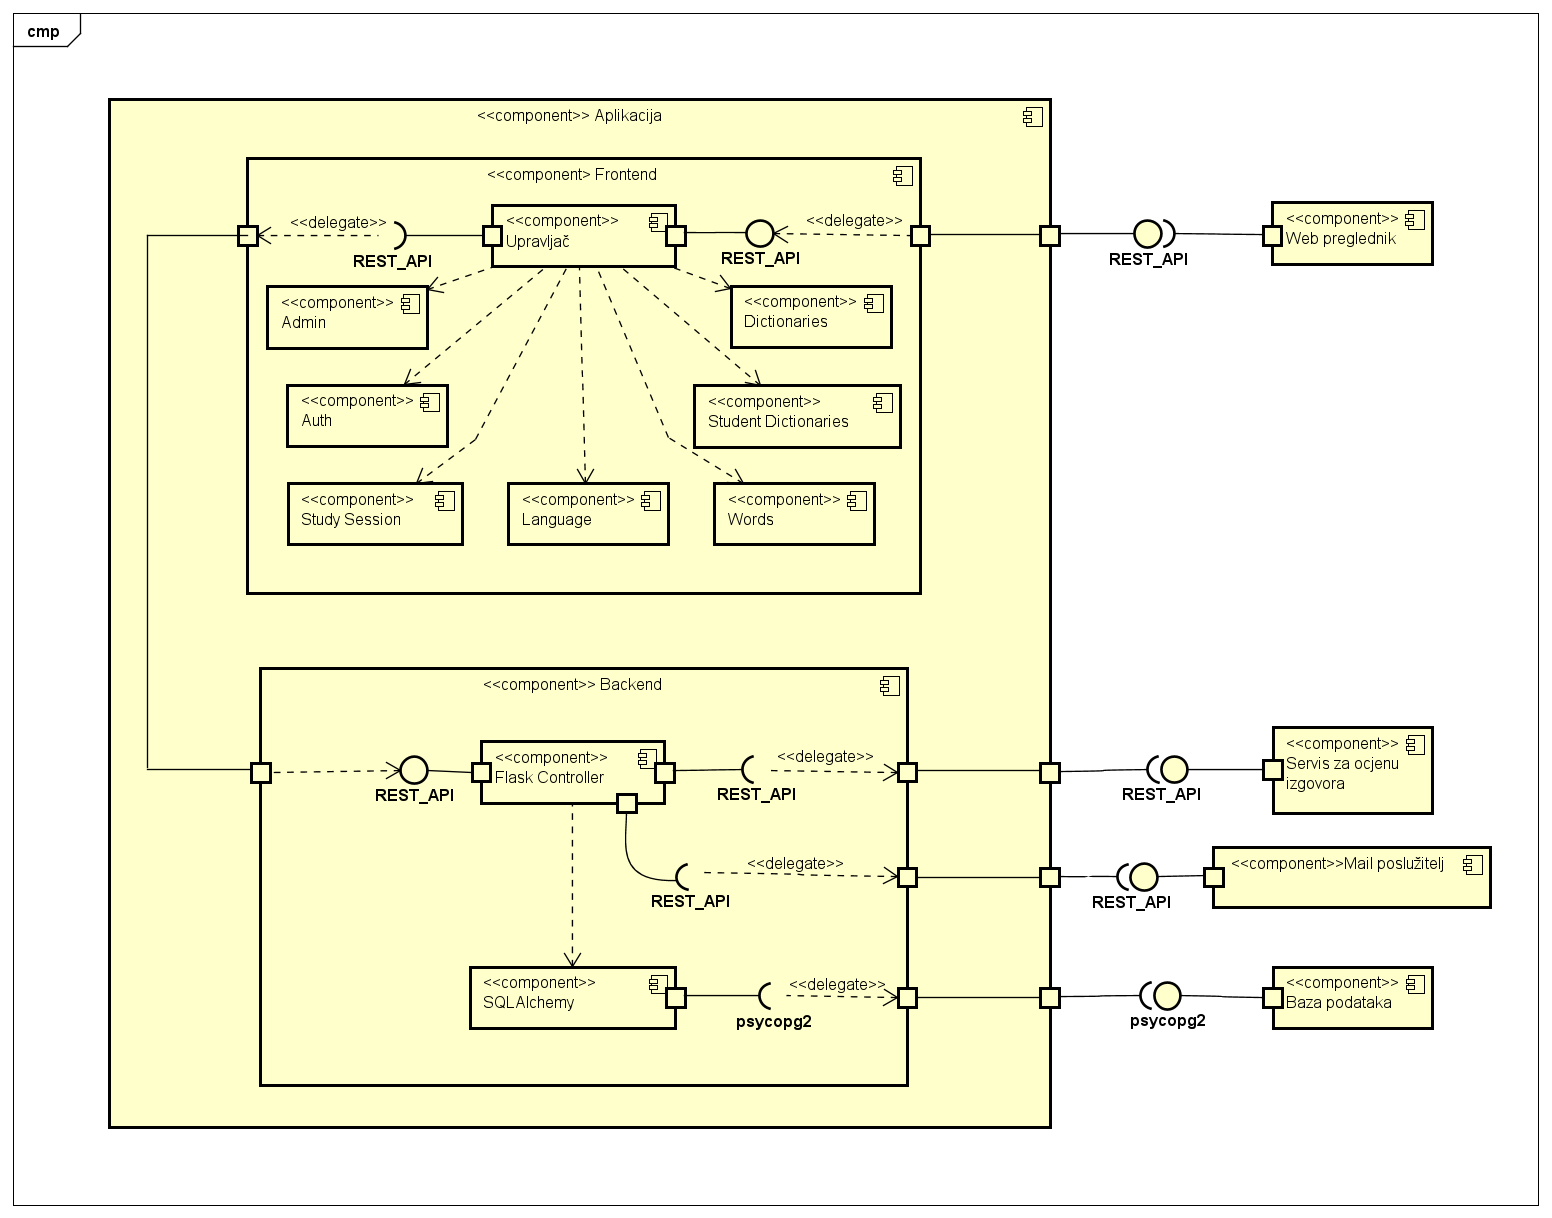 cmp
<<component>> Aplikacija
<<component> Frontend
<<delegate>>
REST_API
<<component>>
Upravljač
<<delegate>>
REST_API
REST_API
<<component>>
Web preglednik
<<component>>
Admin
<<component>>
Dictionaries
<<component>>
Auth
<<component>>
Student Dictionaries
<<component>>
Study Session
<<component>>
Language
<<component>>
Words
<<component>> Backend
REST_API
<<component>>
Flask Controller
<<delegate>>
REST_API
REST_API
<<component>>
Servis za ocjenu
izgovora
<<delegate>>
REST_API
REST_API
<<component>>Mail poslužitelj
<<component>>
SQLAlchemy
<<delegate>>
psycopg2
psycopg2
<<component>>
Baza podataka